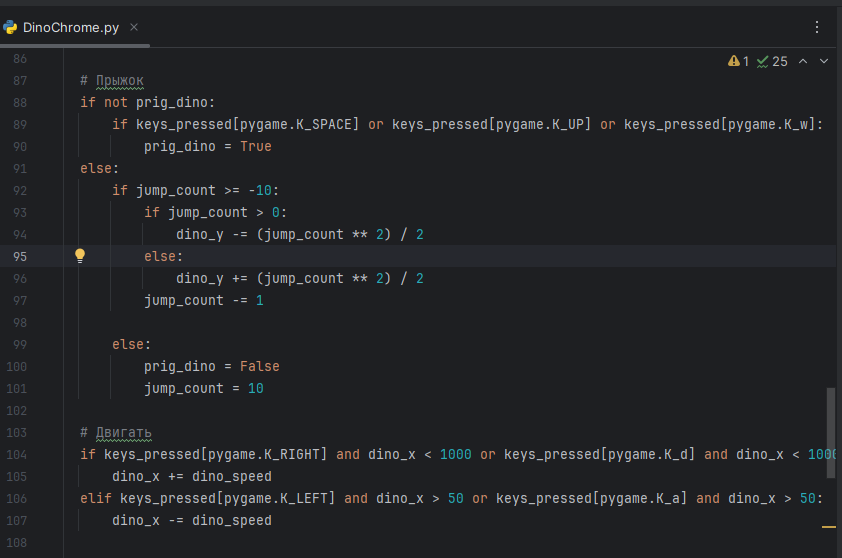 DinoChrome.py
1 25
86
87 # Прыжок
88 if not prig_dino:
89 if keys_pressed[pygame.K_SPACE] or keys_pressed[pygame.K_UP] or keys_pressed[pygame.K_w]:
90 prig_dino = True
91 else:
92 if jump_count >= -10:
93 if jump_count > 0:
94 dino_y -= (jump_count ** 2) / 2
95 else:
96 dino_y += (jump_count ** 2) / 2
97 jump_count -= 1
98
99 else:
100 prig_dino = False
101 jump_count = 10
102
103 # Двигать
104 if keys_pressed[pygame.K_RIGHT] and dino_x < 1000 or keys_pressed[pygame.K_d] and dino_x < 1000
105 dino_x += dino_speed
106 elif keys_pressed[pygame.K_LEFT] and dino_x > 50 or keys_pressed[pygame.K_a] and dino_x > 50:
107 dino_x -= dino_speed
108